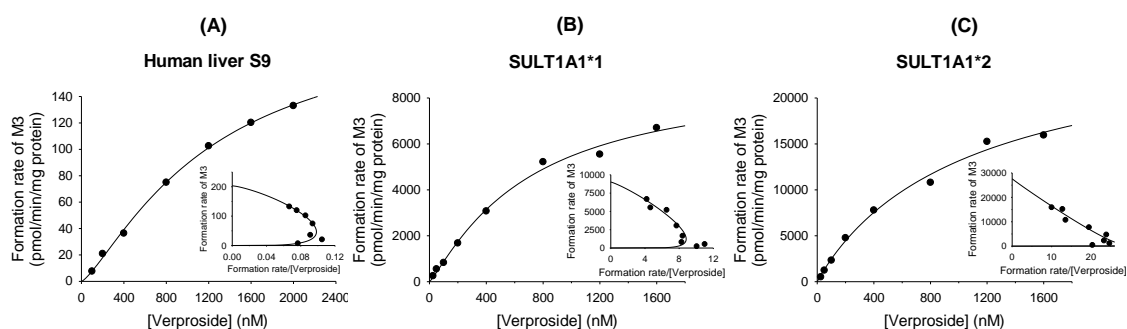 (A)
Human liver S9
Formation rate of M3
(pmol/min/mg protein)
140
120
100
80
60
40
20
0
0 400 800 1200 1600 2000 2400
[Verproside] (nM)
Formation rate of M3
200
100
0
0.00 0.04 0.08 0.12
Formation rate/[Verproside]
(B)
SULT1A1*1
Formation rate of M3
(pmol/min/mg protein)
8000
6000
4000
2000
0
0 400 800 1200 1600
[Verproside] (nM)
Formation rate of M3
10000
7500
5000
2500
0
0 4 8 12
Formation rate/[Verproside]
(C)
SULT1A1*2
Formation rate of M3
(pmol/min/mg protein)
20000
15000
10000
5000
0
0 400 800 1200 1600
[Verproside] (nM)
Formation rate of M3
30000
20000
10000
0
0 10 20
Formation rate/[Verproside]